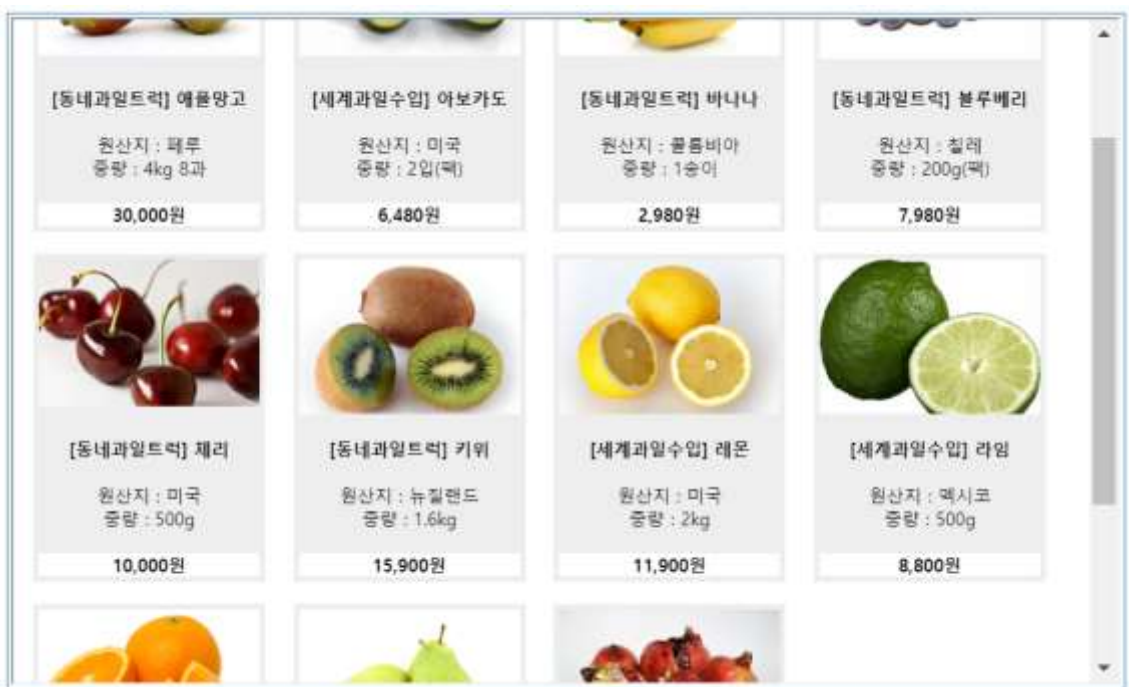 [동네과일트럭] 애플망고
원산지 : 페루
중량 : 4kg 8과
30,000원
[세계과일수입] 아보카도
원산지 : 미국
중량 : 2입(팩)
6,480원
[동네과일트럭] 바나나
원산지 : 콜롬비아
중량 : 1송이
2,980원
[동네과일트럭] 블루베리
원산지 : 칠레
중량 : 200g(팩)
7,980원
[동네과일트럭] 체리
원산지 : 미국
중량 : 500g
10,000원
[동네과일트럭] 키위
원산지 : 뉴질랜드
중량 : 1.6kg
15,900원
[세계과일수입] 레몬
원산지 : 미국
중량 : 2kg
11,900원
[세계과일수입] 라임
원산지 : 멕시코
중량 : 500g
8,800원